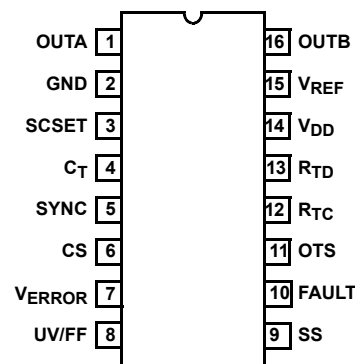 OUTA 1 16 OUTB
GND 2 15 VREF
SCSET 3 14 VDD
CT 4 13 RTD
SYNC 5 12 RTC
CS 6 11 OTS
VERROR 7 10 FAULT
UV/FF 8 9 SS